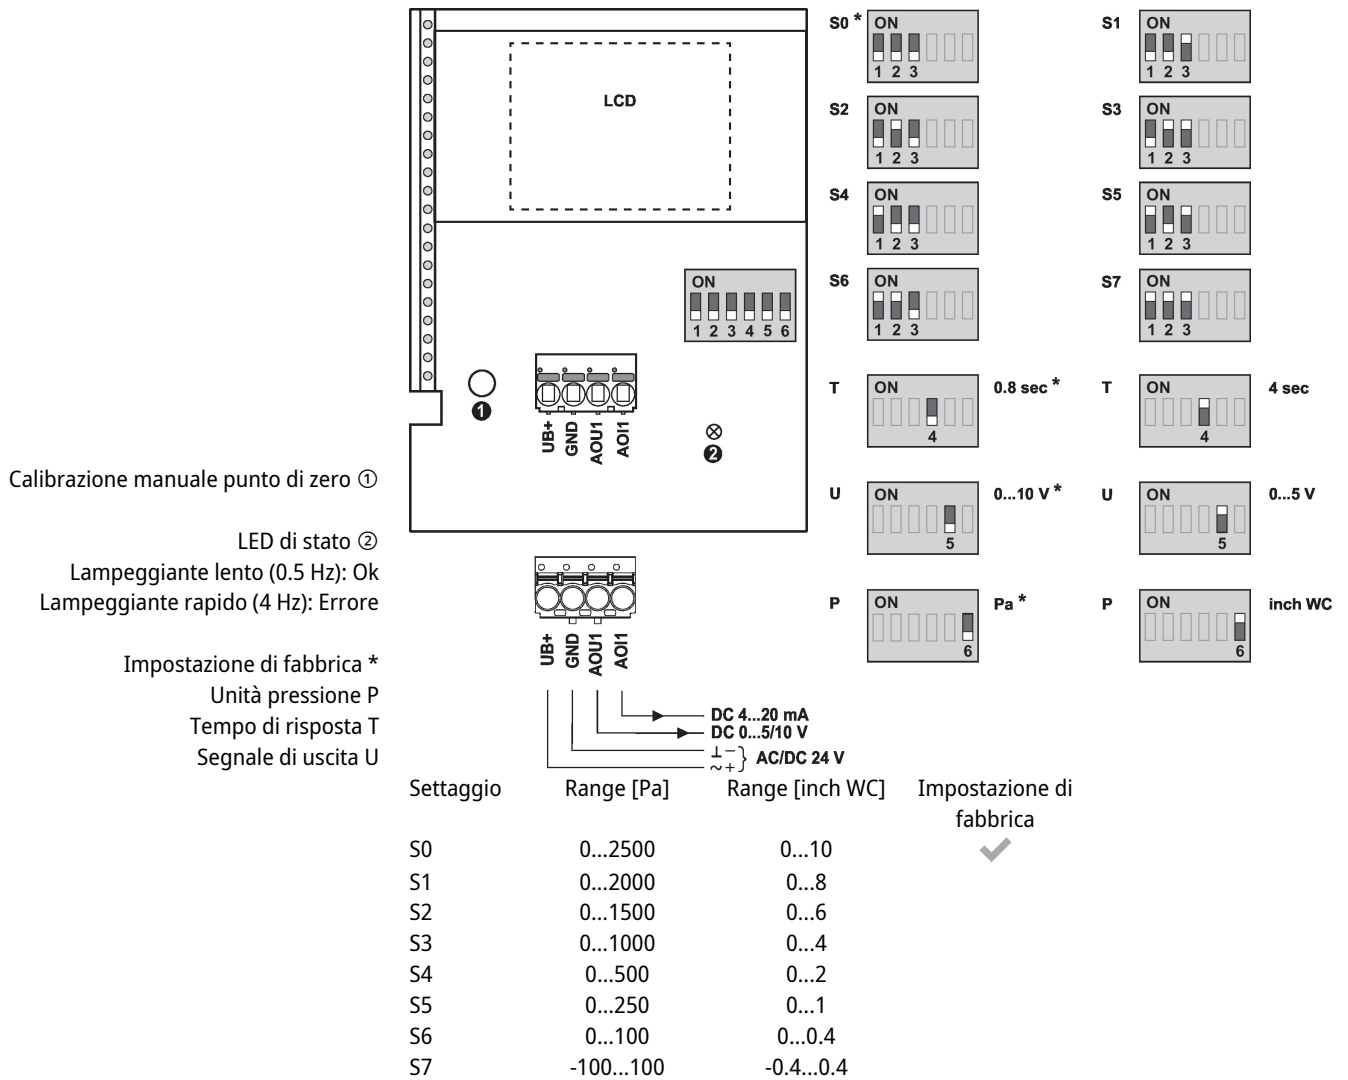 LCD
ON
1 2 3 4 5 6
❶
UB+
GND
AOU1
AOI1
❷
Calibrazione manuale punto di zero ①
LED di stato ②
Lampeggiante lento (0.5 Hz): Ok
Lampeggiante rapido (4 Hz): Errore
Impostazione di fabbrica *
Unità pressione P
Tempo di risposta T
Segnale di uscita U
UB+
GND
AOU1
AOI1
DC 4...20 mA
DC 0...5/10 V
⊥ −
~ +
} AC/DC 24 V
S0 *
ON
1 2 3
S1
ON
1 2 3
S2
ON
1 2 3
S3
ON
1 2 3
S4
ON
1 2 3
S5
ON
1 2 3
S6
ON
1 2 3
S7
ON
1 2 3
T
ON
4
0.8 sec *
T
ON
4
4 sec
U
ON
5
0...10 V *
U
ON
5
0...5 V
P
ON
6
Pa *
P
ON
6
inch WC
Settaggio Range [Pa] Range [inch WC] Impostazione di
fabbrica
S0 0...2500 0...10 ✔
S1 0...2000 0...8
S2 0...1500 0...6
S3 0...1000 0...4
S4 0...500 0...2
S5 0...250 0...1
S6 0...100 0...0.4
S7 -100...100 -0.4...0.4